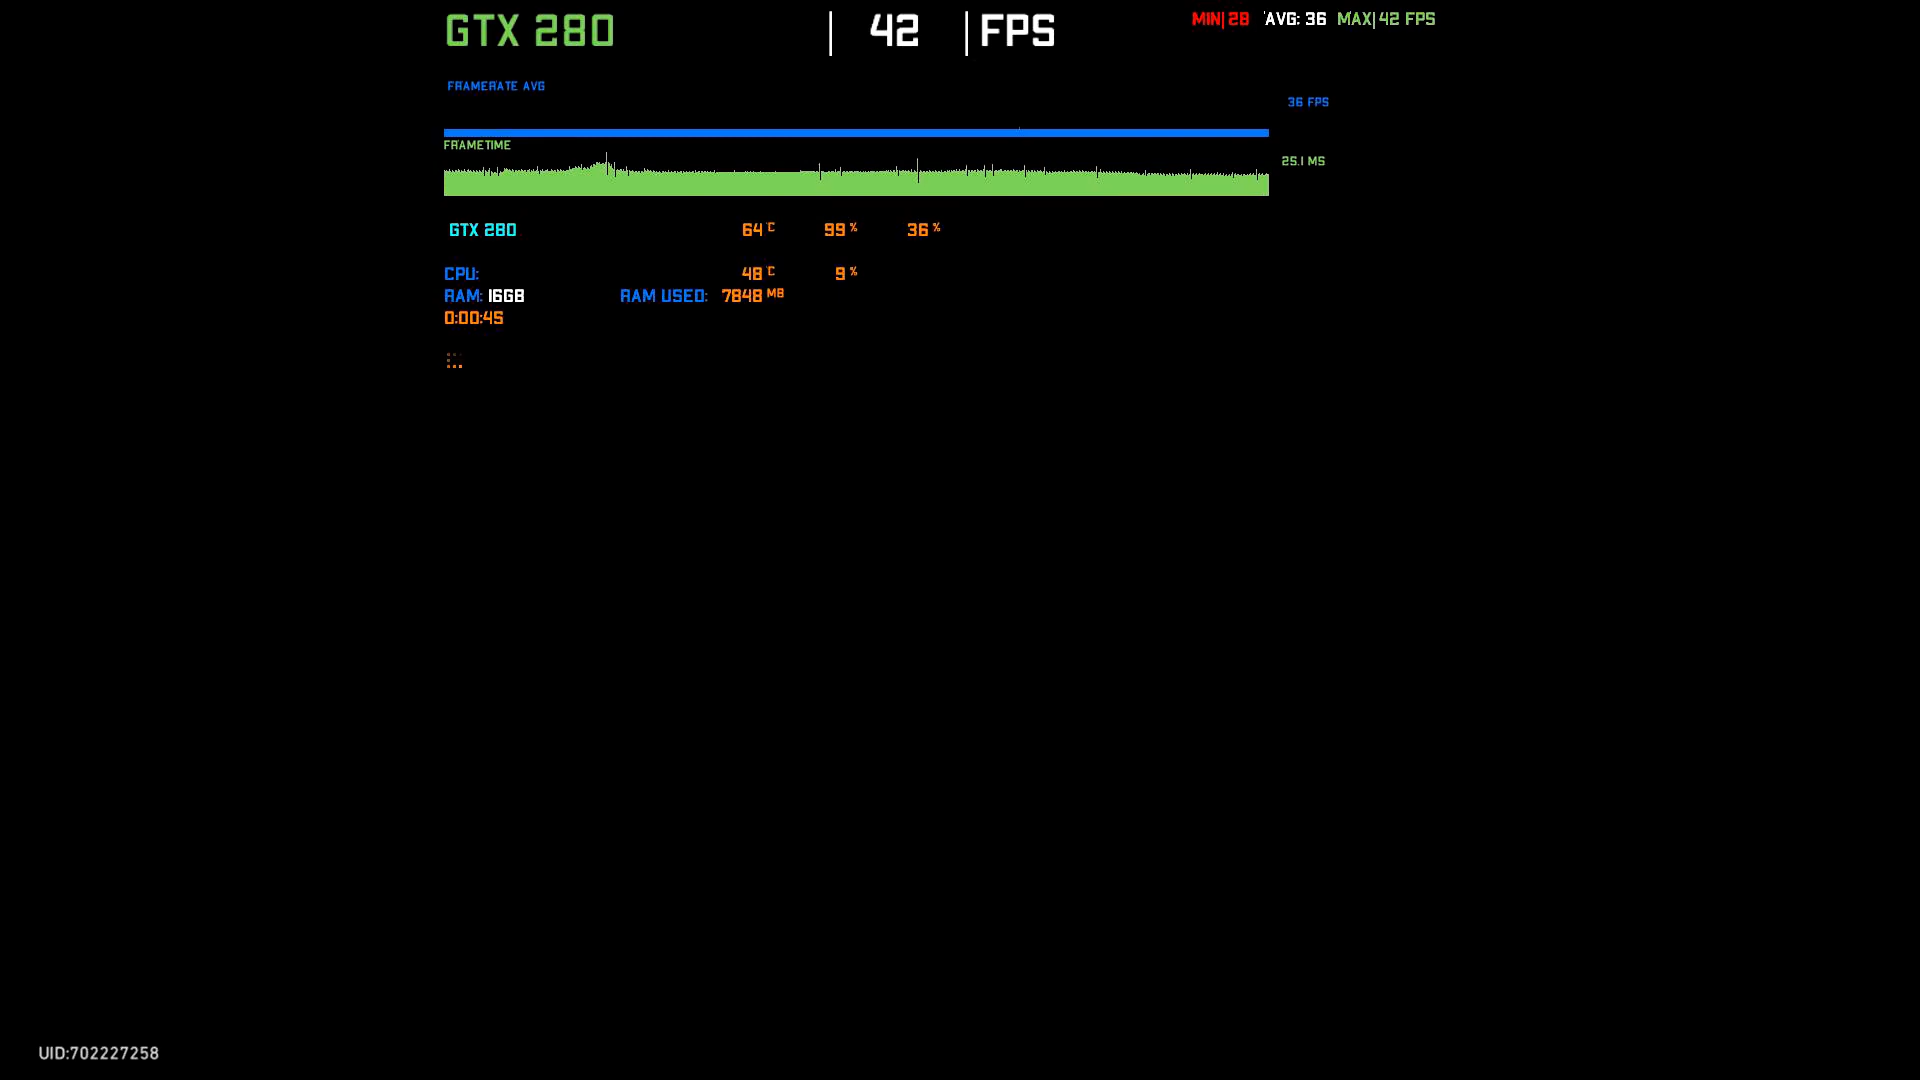 GTX 280 | 42 | FPS MIN| 28 AVG: 36 MAX| 42 FPS
FRAMERATE AVG
36 FPS
FRAMETIME
25.1 MS
GTX 280 64 °C 99 % 36 %
CPU: 48 °C 9 %
RAM: 16GB RAM USED: 7848 MB
0:00:45
UID:702227258